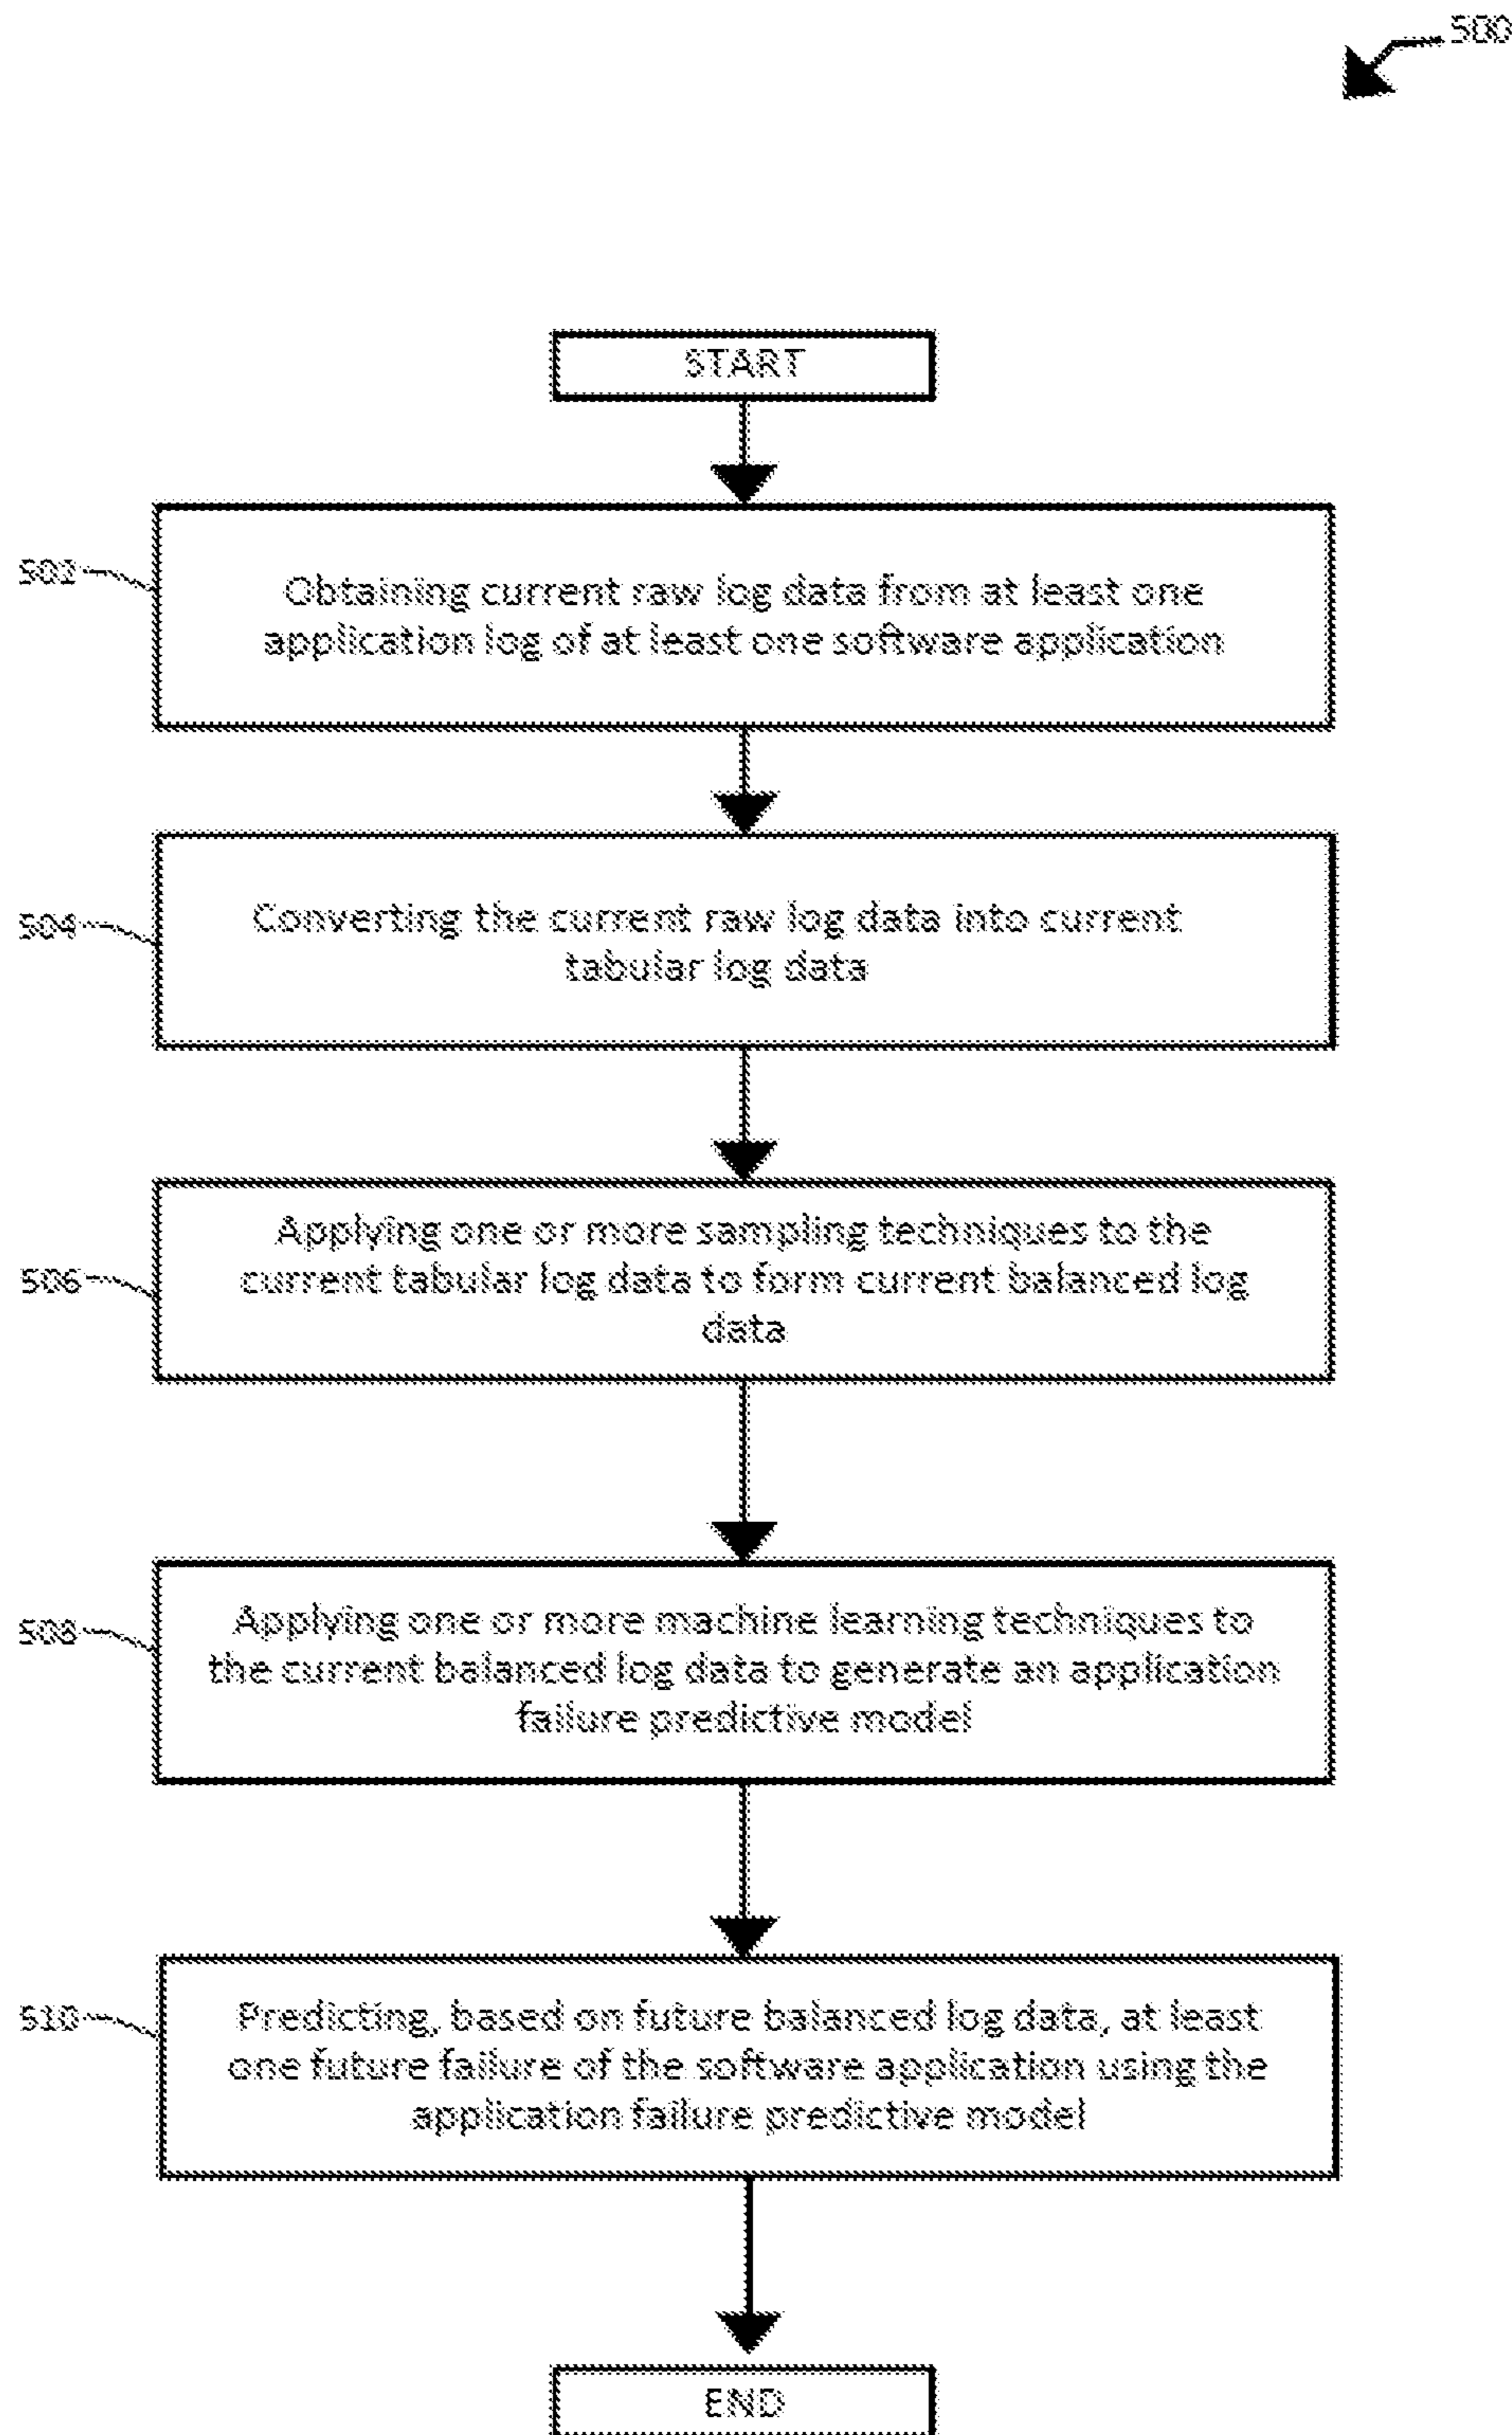 500
START
502
Obtaining current raw log data from at least one
application log of at least one software application
504
Converting the current raw log data into current
tabular log data
506
Applying one or more sampling techniques to the
current tabular log data to form current balanced log
data
508
Applying one or more machine learning techniques to
the current balanced log data to generate an application
failure predictive model
510
Predicting, based on future balanced log data, at least
one future failure of the software application using the
application failure predictive model
END